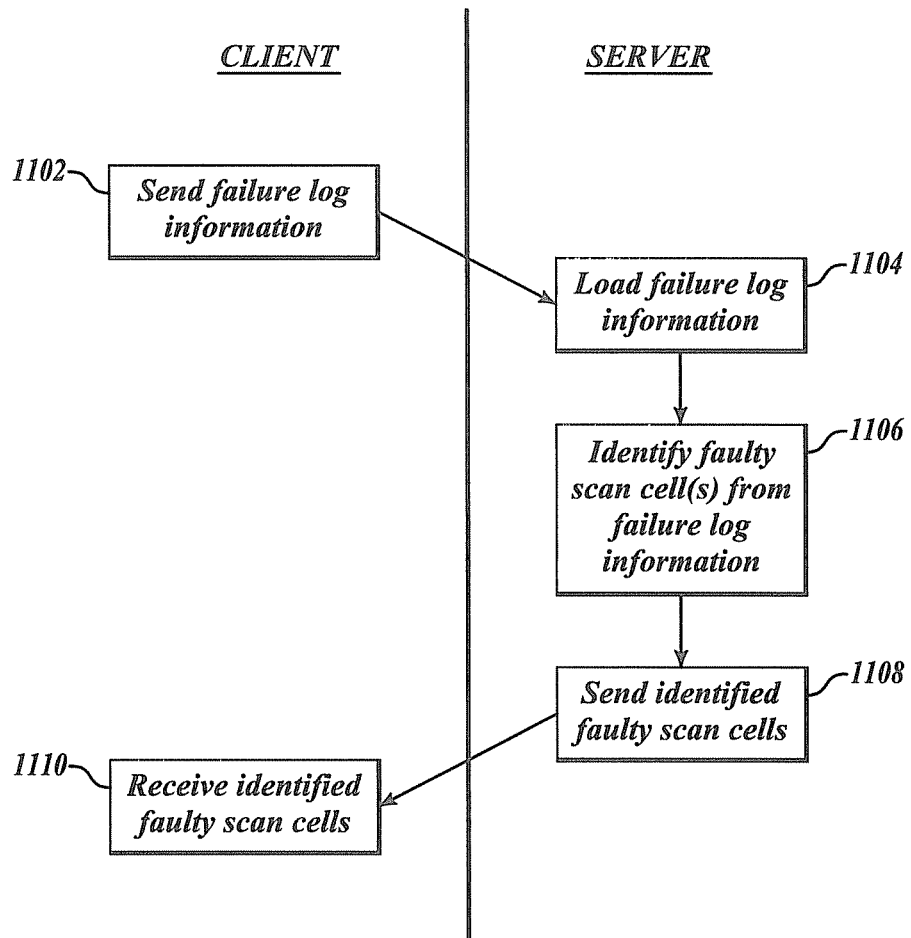 CLIENT
SERVER
1102
Send failure log
information
1104
Load failure log
information
1106
Identify faulty
scan cell(s) from
failure log
information
1108
Send identified
faulty scan cells
1110
Receive identified
faulty scan cells